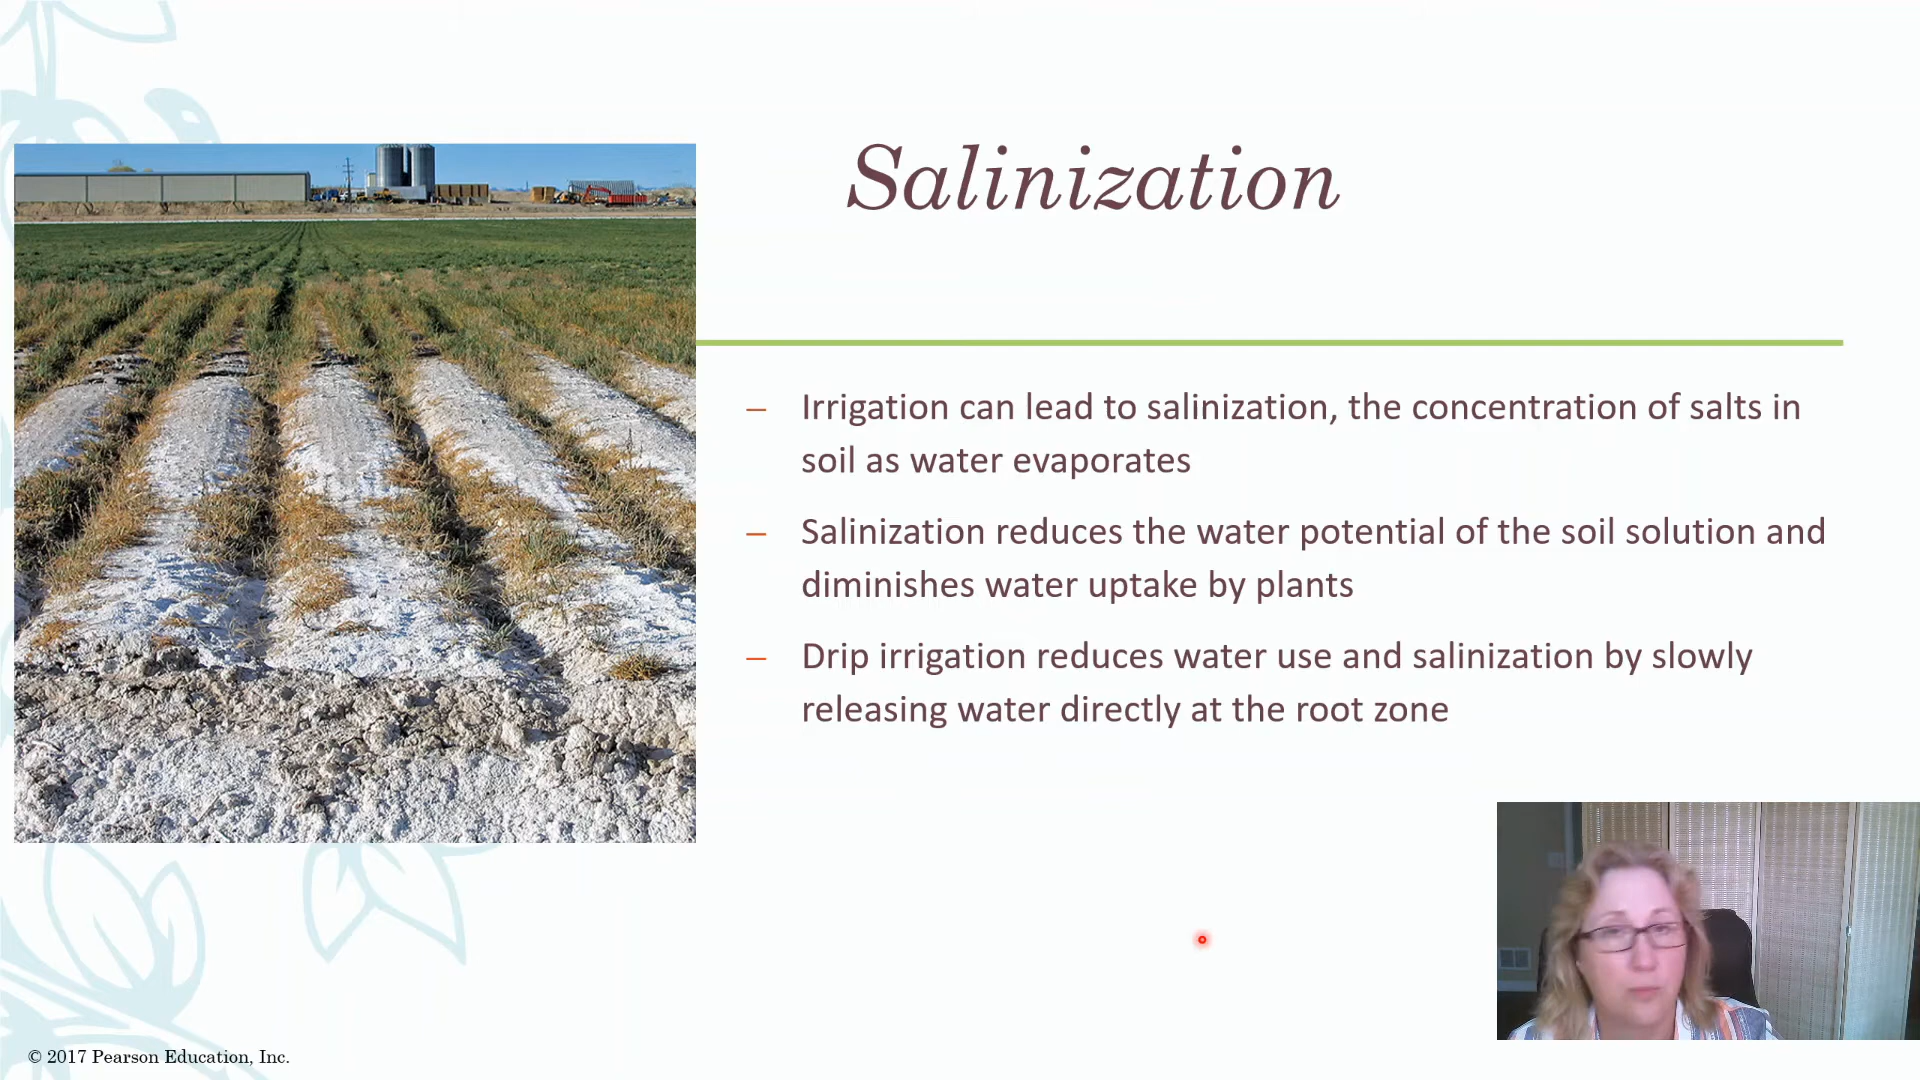 Salinization
– Irrigation can lead to salinization, the concentration of salts in
soil as water evaporates
– Salinization reduces the water potential of the soil solution and
diminishes water uptake by plants
– Drip irrigation reduces water use and salinization by slowly
releasing water directly at the root zone
© 2017 Pearson Education, Inc.